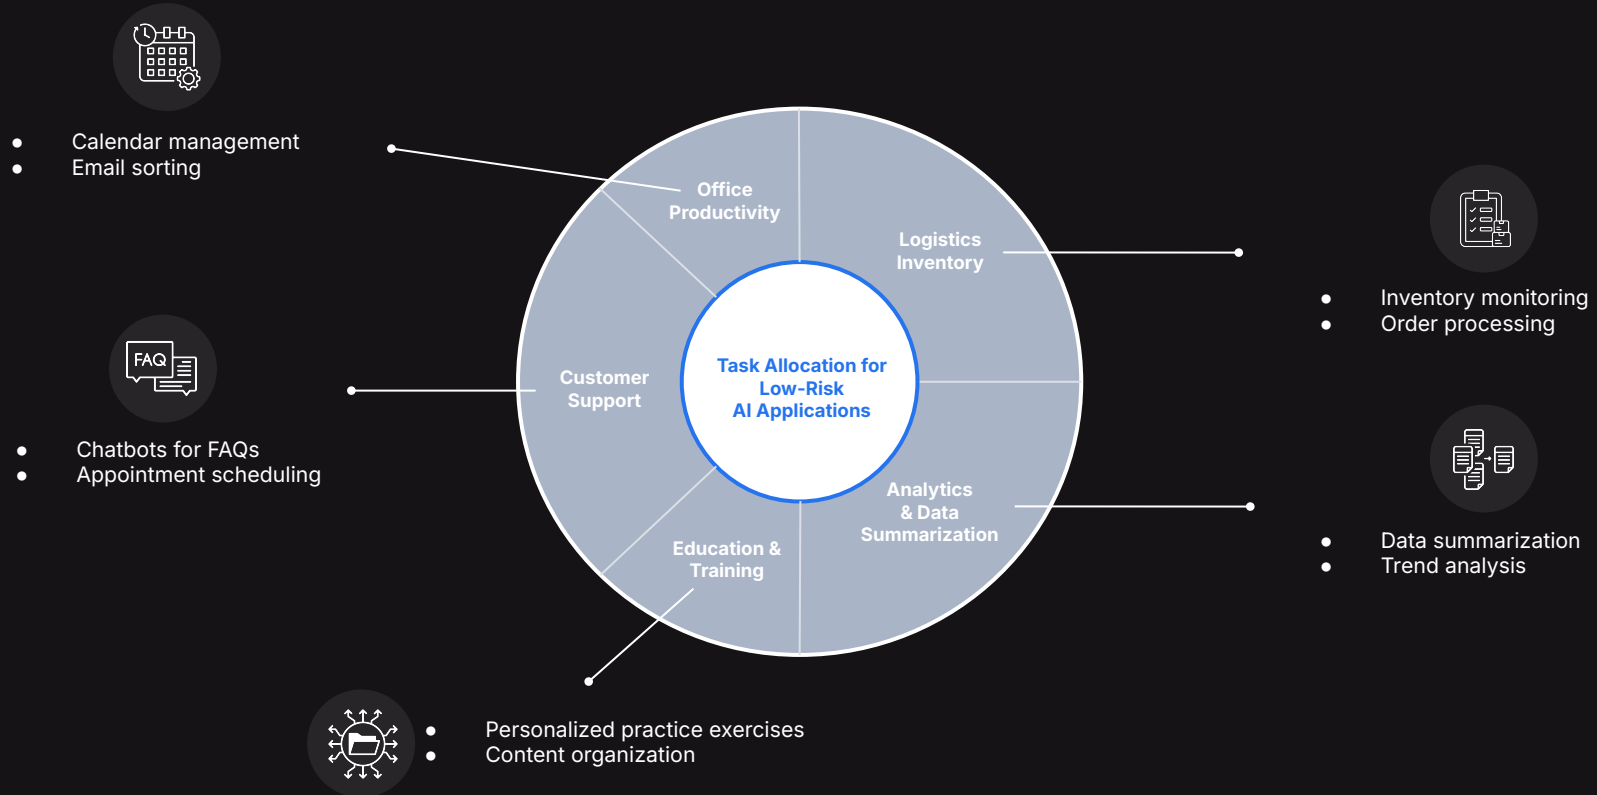 Calendar management
Email sorting
Office
Productivity
Logistics
Inventory
Inventory monitoring
Order processing
FAQ
Chatbots for FAQs
Appointment scheduling
Customer
Support
Task Allocation for
Low-Risk
AI Applications
Analytics
& Data
Summarization
Data summarization
Trend analysis
Education &
Training
Personalized practice exercises
Content organization